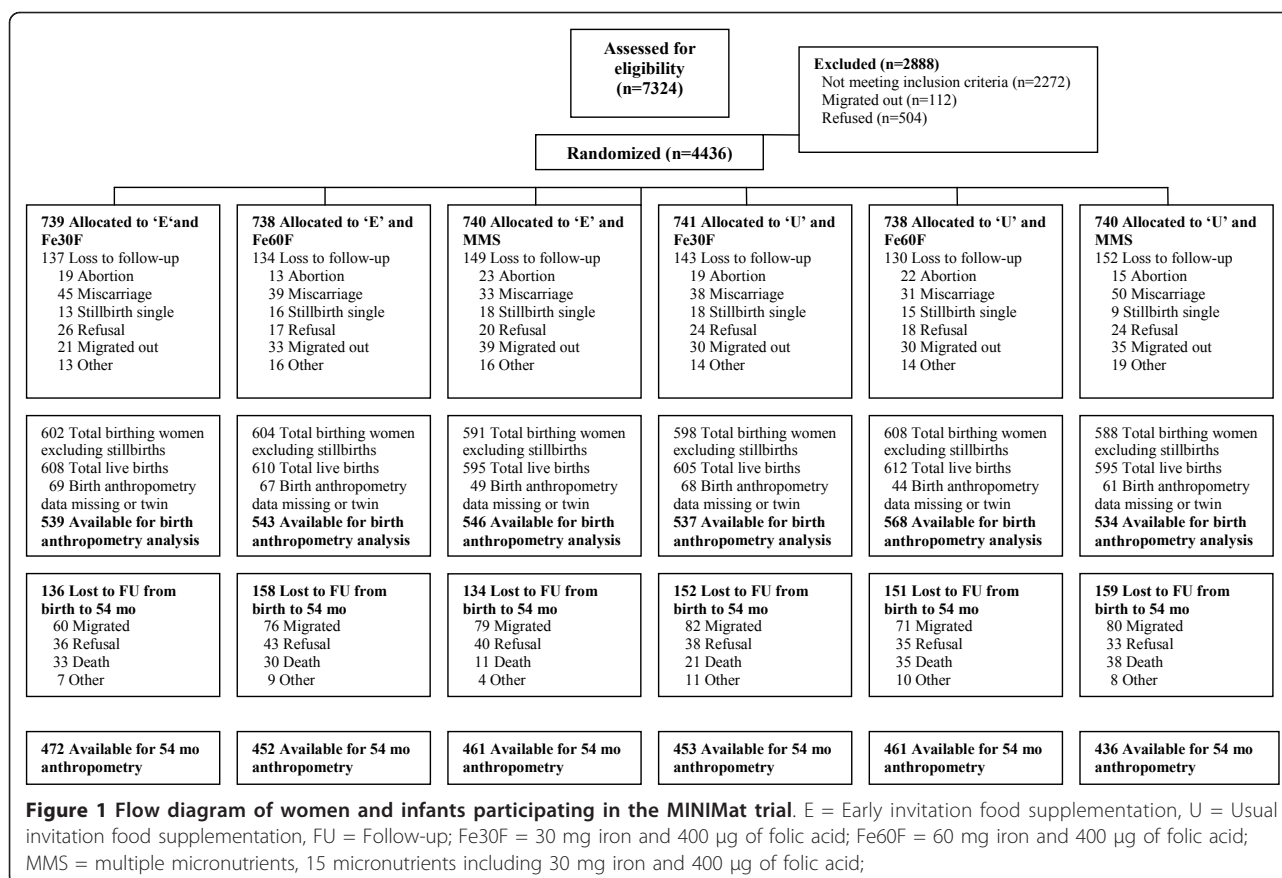 Assessed for
eligibility
(n=7324)
Excluded (n=2888)
Not meeting inclusion criteria (n=2272)
Migrated out (n=112)
Refused (n=504)
Randomized (n=4436)
739 Allocated to ‘E‘and
Fe30F
137 Loss to follow-up
19 Abortion
45 Miscarriage
13 Stillbirth single
26 Refusal
21 Migrated out
13 Other
738 Allocated to ‘E’ and
Fe60F
134 Loss to follow-up
13 Abortion
39 Miscarriage
16 Stillbirth single
17 Refusal
33 Migrated out
16 Other
740 Allocated to ‘E’ and
MMS
149 Loss to follow-up
23 Abortion
33 Miscarriage
18 Stillbirth single
20 Refusal
39 Migrated out
16 Other
741 Allocated to ‘U’ and
Fe30F
143 Loss to follow-up
19 Abortion
38 Miscarriage
18 Stillbirth single
24 Refusal
30 Migrated out
14 Other
738 Allocated to ‘U’ and
Fe60F
130 Loss to follow-up
22 Abortion
31 Miscarriage
15 Stillbirth single
18 Refusal
30 Migrated out
14 Other
740 Allocated to ‘U’ and
MMS
152 Loss to follow-up
15 Abortion
50 Miscarriage
9 Stillbirth single
24 Refusal
35 Migrated out
19 Other
602 Total birthing women
excluding stillbirths
608 Total live births
69 Birth anthropometry
data missing or twin
539 Available for birth
anthropometry analysis
604 Total birthing women
excluding stillbirths
610 Total live births
67 Birth anthropometry
data missing or twin
543 Available for birth
anthropometry analysis
591 Total birthing women
excluding stillbirths
595 Total live births
49 Birth anthropometry
data missing or twin
546 Available for birth
anthropometry analysis
598 Total birthing women
excluding stillbirths
605 Total live births
68 Birth anthropometry
data missing or twin
537 Available for birth
anthropometry analysis
608 Total birthing women
excluding stillbirths
612 Total live births
44 Birth anthropometry
data missing or twin
568 Available for birth
anthropometry analysis
588 Total birthing women
excluding stillbirths
595 Total live births
61 Birth anthropometry
data missing or twin
534 Available for birth
anthropometry analysis
136 Lost to FU from
birth to 54 mo
60 Migrated
36 Refusal
33 Death
7 Other
158 Lost to FU from
birth to 54 mo
76 Migrated
43 Refusal
30 Death
9 Other
134 Lost to FU from
birth to 54 mo
79 Migrated
40 Refusal
11 Death
4 Other
152 Lost to FU from
birth to 54 mo
82 Migrated
38 Refusal
21 Death
11 Other
151 Lost to FU from
birth to 54 mo
71 Migrated
35 Refusal
35 Death
10 Other
159 Lost to FU from
birth to 54 mo
80 Migrated
33 Refusal
38 Death
8 Other
472 Available for 54 mo
anthropometry
452 Available for 54 mo
anthropometry
461 Available for 54 mo
anthropometry
453 Available for 54 mo
anthropometry
461 Available for 54 mo
anthropometry
436 Available for 54 mo
anthropometry
Figure 1 Flow diagram of women and infants participating in the MINIMat trial. E = Early invitation food supplementation, U = Usual
invitation food supplementation, FU = Follow-up; Fe30F = 30 mg iron and 400 μg of folic acid; Fe60F = 60 mg iron and 400 μg of folic acid;
MMS = multiple micronutrients, 15 micronutrients including 30 mg iron and 400 μg of folic acid;